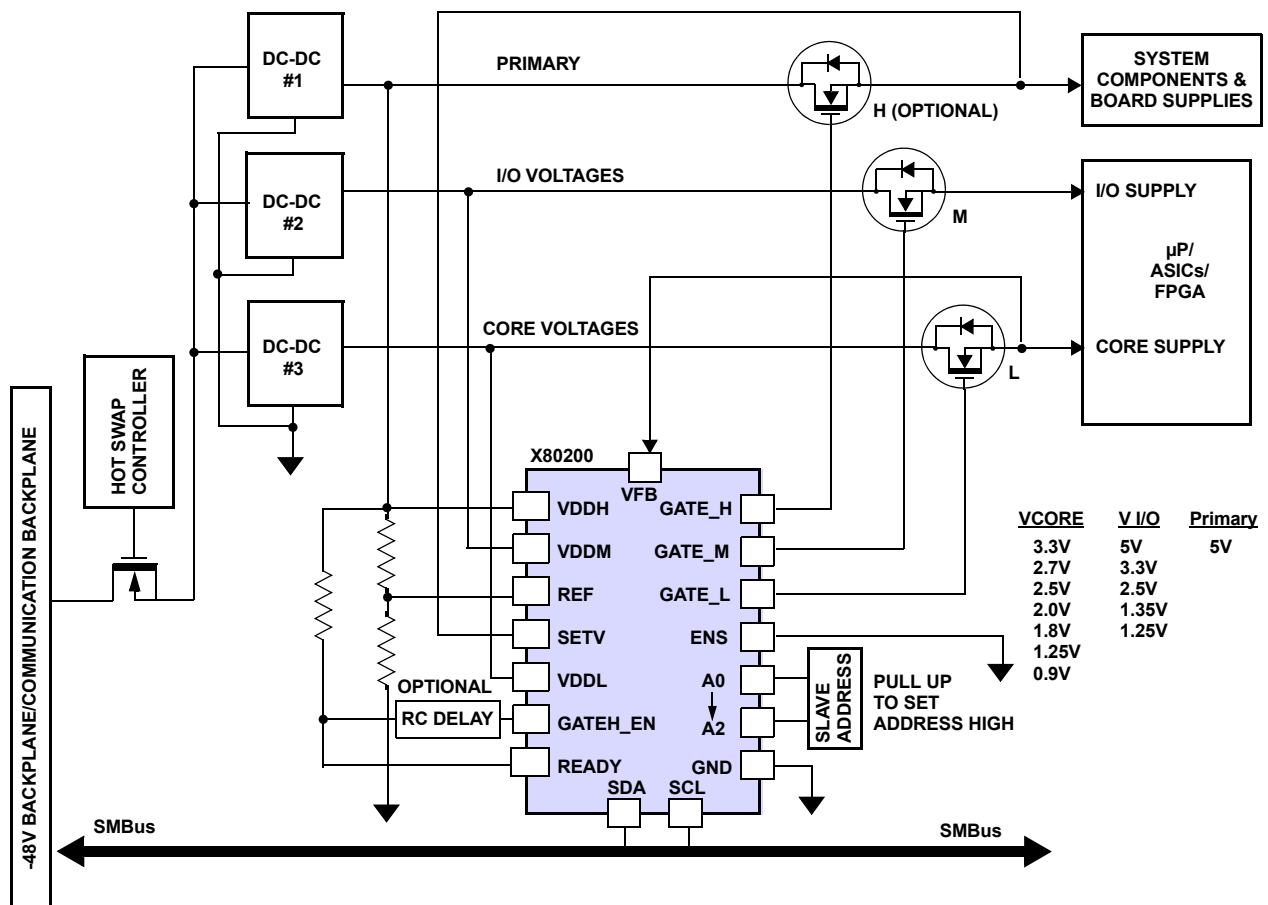 DC-DC
#1
PRIMARY
H (OPTIONAL)
SYSTEM
COMPONENTS &
BOARD SUPPLIES
DC-DC
#2
I/O VOLTAGES
M
I/O SUPPLY
µP/
ASICs/
FPGA
DC-DC
#3
CORE VOLTAGES
L
CORE SUPPLY
HOT SWAP
CONTROLLER
-48V BACKPLANE/COMMUNICATION BACKPLANE
X80200
VFB
VDDH
GATE_H
VDDM
GATE_M
REF
GATE_L
SETV
ENS
VDDL
A0
A2
OPTIONAL
RC DELAY
GATEH_EN
READY
GND
SDA
SCL
SLAVE
ADDRESS
PULL UP
TO SET
ADDRESS HIGH
VCORE V I/O Primary
3.3V 5V 5V
2.7V 3.3V
2.5V 2.5V
2.0V 1.35V
1.8V 1.25V
1.25V
0.9V
SMBus
SMBus